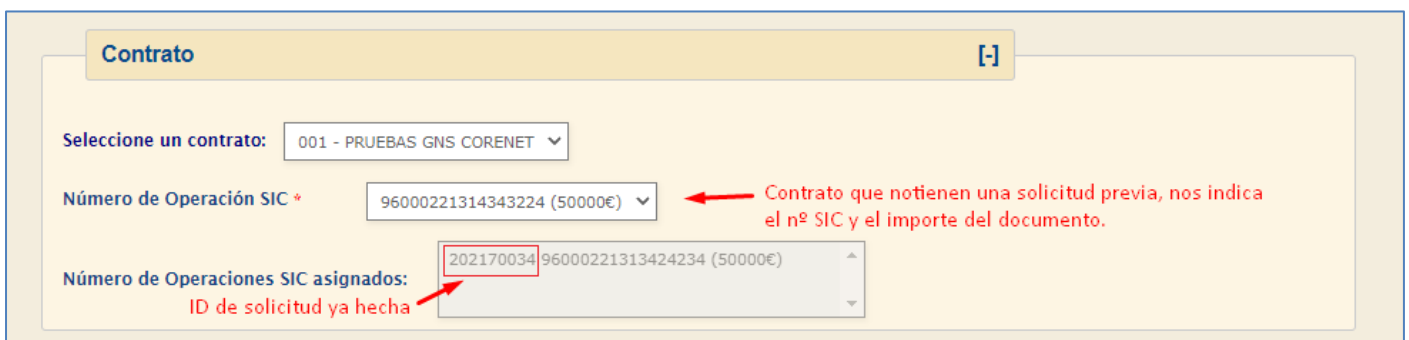 Contrato [-]
Seleccione un contrato: 001 - PRUEBAS GNS CORENET
Número de Operación SIC * 96000221314343224 (50000€)
Contrato que notienen una solicitud previa, nos indica
el nº SIC y el importe del documento.
202170034 96000221313424234 (50000€)
Número de Operaciones SIC asignados:
ID de solicitud ya hecha